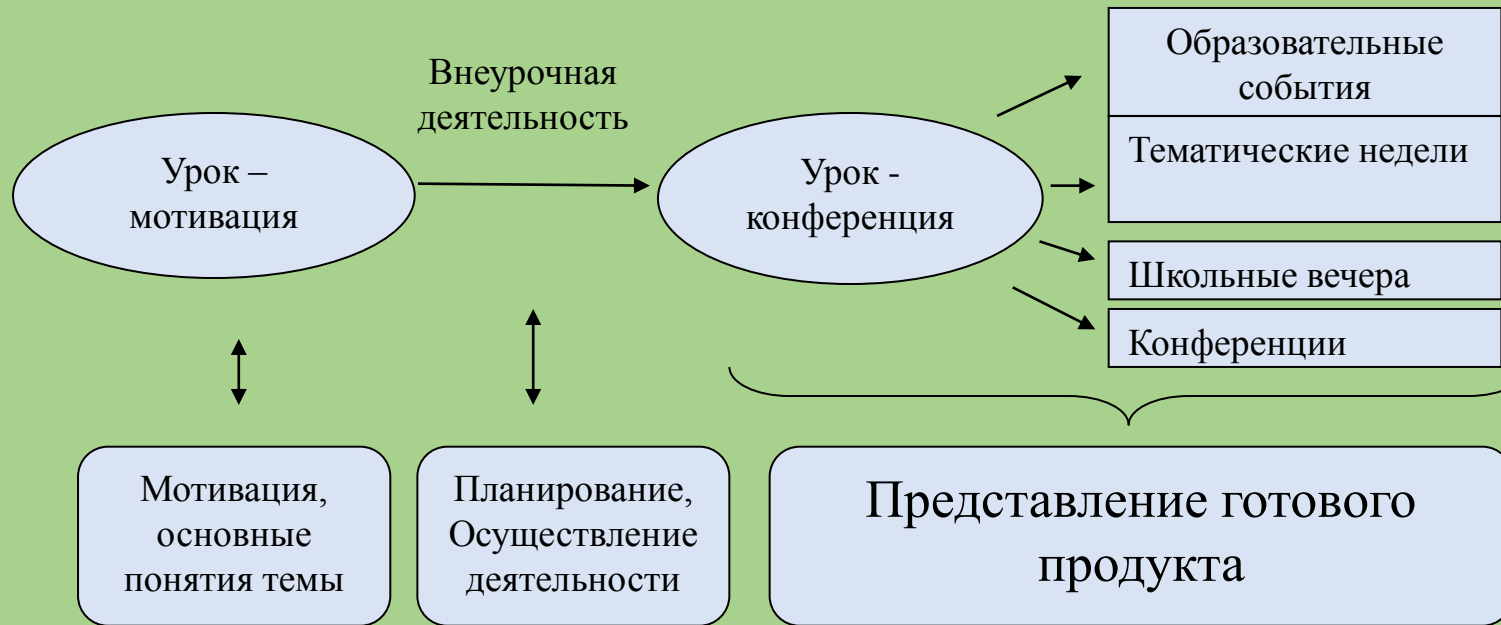 Образовательные
события
Внеурочная
деятельность
Урок –
мотивация
Урок -
конференция
Тематические недели
Школьные вечера
Конференции
Мотивация,
основные
понятия темы
Планирование,
Осуществление
деятельности
Представление готового
продукта